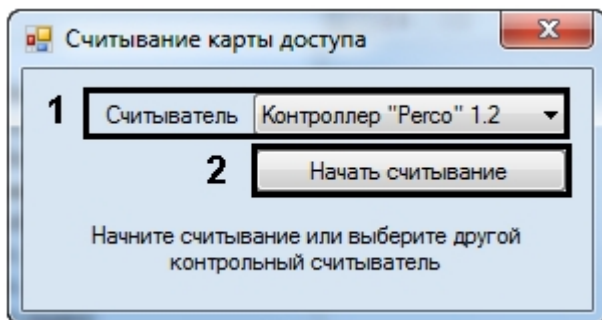 Считывание карты доступа
1 Считыватель Контроллер "Perco" 1.2
2 Начать считывание
Начните считывание или выберите другой
контрольный считыватель